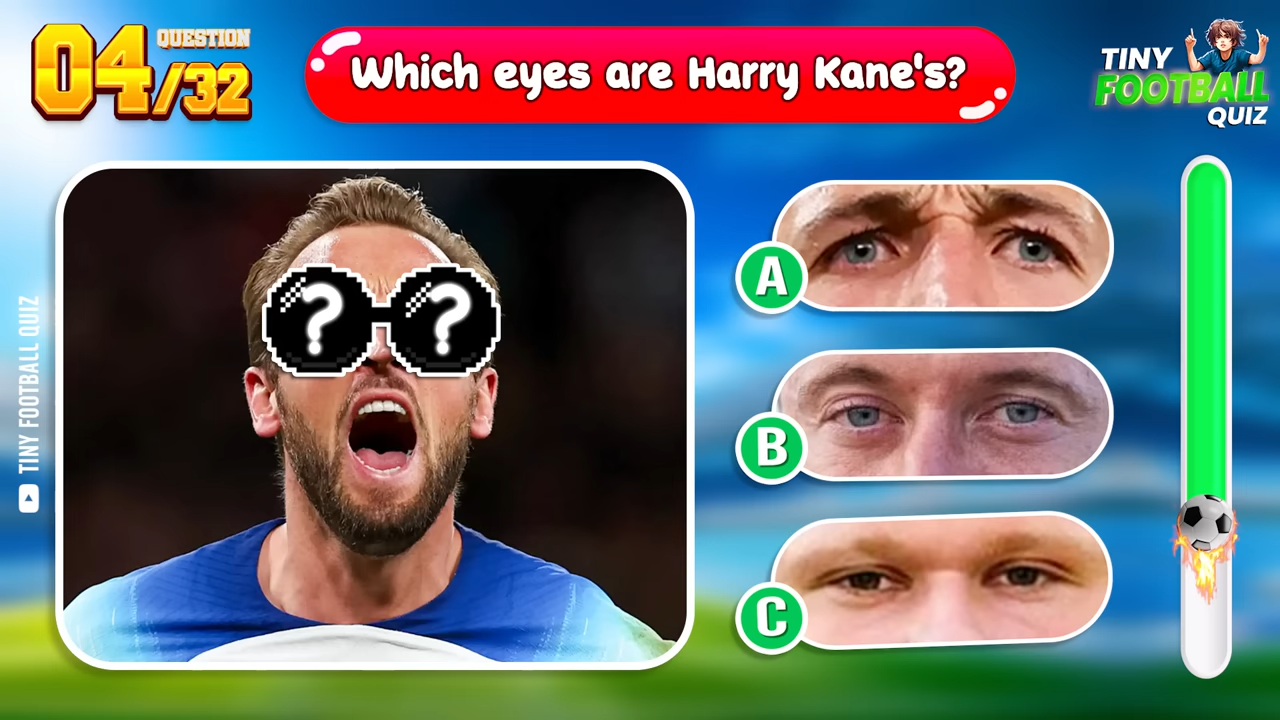 04/32
QUESTION
Which eyes are Harry Kane's?
TINY
FOOTBALL
QUIZ
TINY FOOTBALL QUIZ
? ?
A
B
C